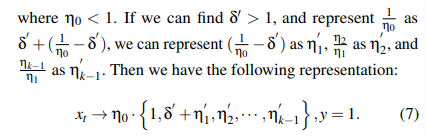 where η₀ < 1. If we can find δ′ > 1, and represent 1/η₀ as
δ′ + (1/η₀ − δ′), we can represent (1/η₀ − δ′) as η′₁, η₂/η₁ as η′₂, and
ηₖ₋₁/η₁ as η′ₖ₋₁. Then we have the following representation:
xₜ → η₀ · {1, δ′ + η′₁, η′₂, ⋯, η′ₖ₋₁}, y = 1. (7)